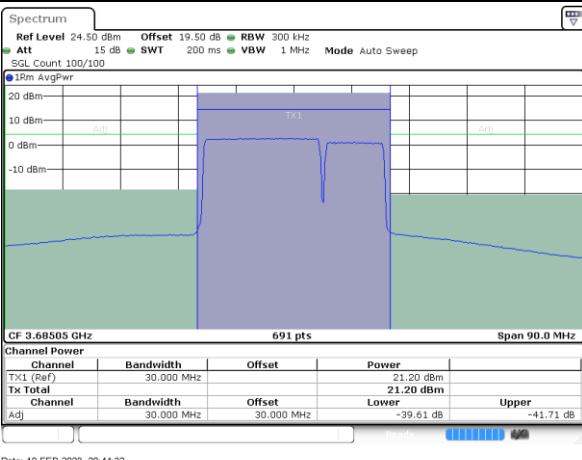 Spectrum
Ref Level 24.50 dBm Offset 19.50 dB RBW 300 kHz
Att 15 dB SWT 200 ms VBW 1 MHz Mode Auto Sweep
SGL Count 100/100
1Rm AvgPwr
20 dBm
TX1
10 dBm
Adj Adj
0 dBm
-10 dBm
CF 3.68505 GHz 691 pts Span 90.0 MHz
Channel Power
Channel Bandwidth Offset Power
TX1 (Ref) 30.000 MHz 21.20 dBm
Tx Total 21.20 dBm
Channel Bandwidth Offset Lower Upper
Adj 30.000 MHz 30.000 MHz -39.61 dB -41.71 dB
Ready